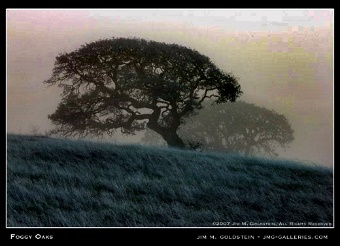 ©2007 Jim M. Goldstein, All Rights Reserved
Foggy Oaks
Jim M. Goldstein - jmg-galleries.com